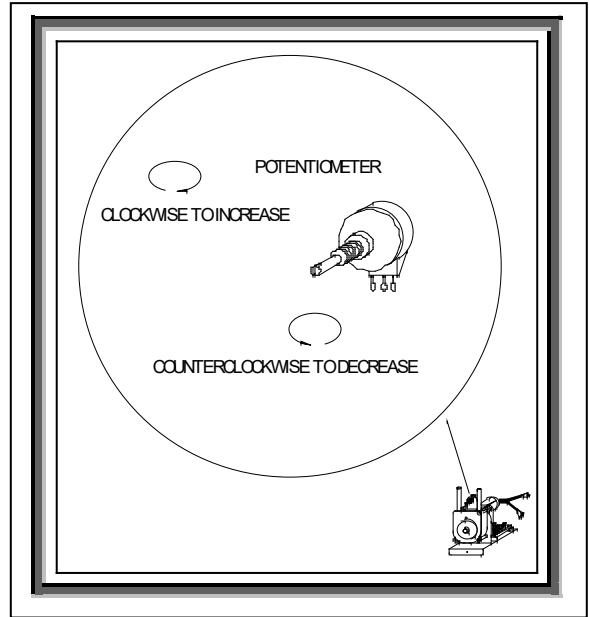 POTENTIOMETER
CLOCKWISE TO INCREASE
COUNTERCLOCKWISE TO DECREASE